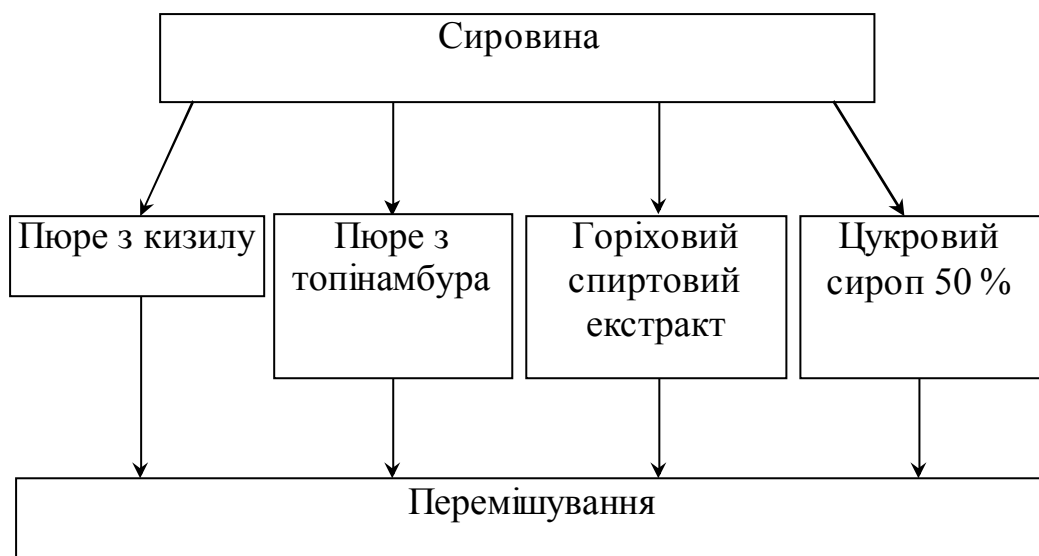 Сировина
Пюре з кизилу
Пюре з
топінамбура
Горіховий
спиртовий
екстракт
Цукровий
сироп 50 %
Перемішування